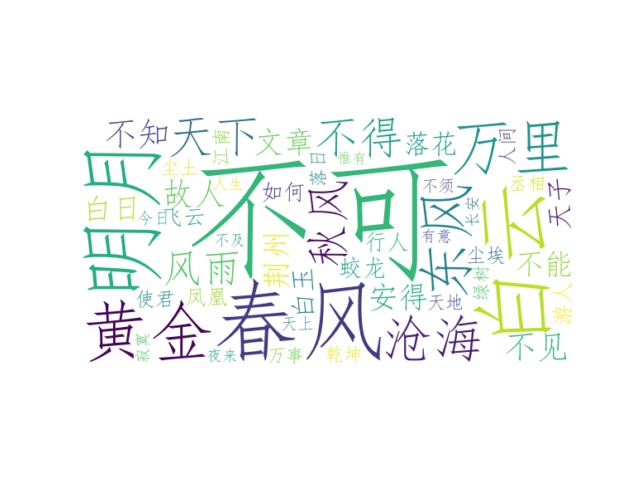 不可
明月
春风
白云
黄金
万里
东风
沧海
秋风
天下
不得
不知
文章
落花
人间
天子
丞相
不须
长安
有意
尘埃
绿树
不能
游人
不见
安得
天地
蛟龙
行人
惟有
落日
如何
白玉
荆州
江南
尘土
故人
人生
白日
今日
飞云
风雨
不及
使君
凤凰
寂寞
夜来
天上
万事
乾坤